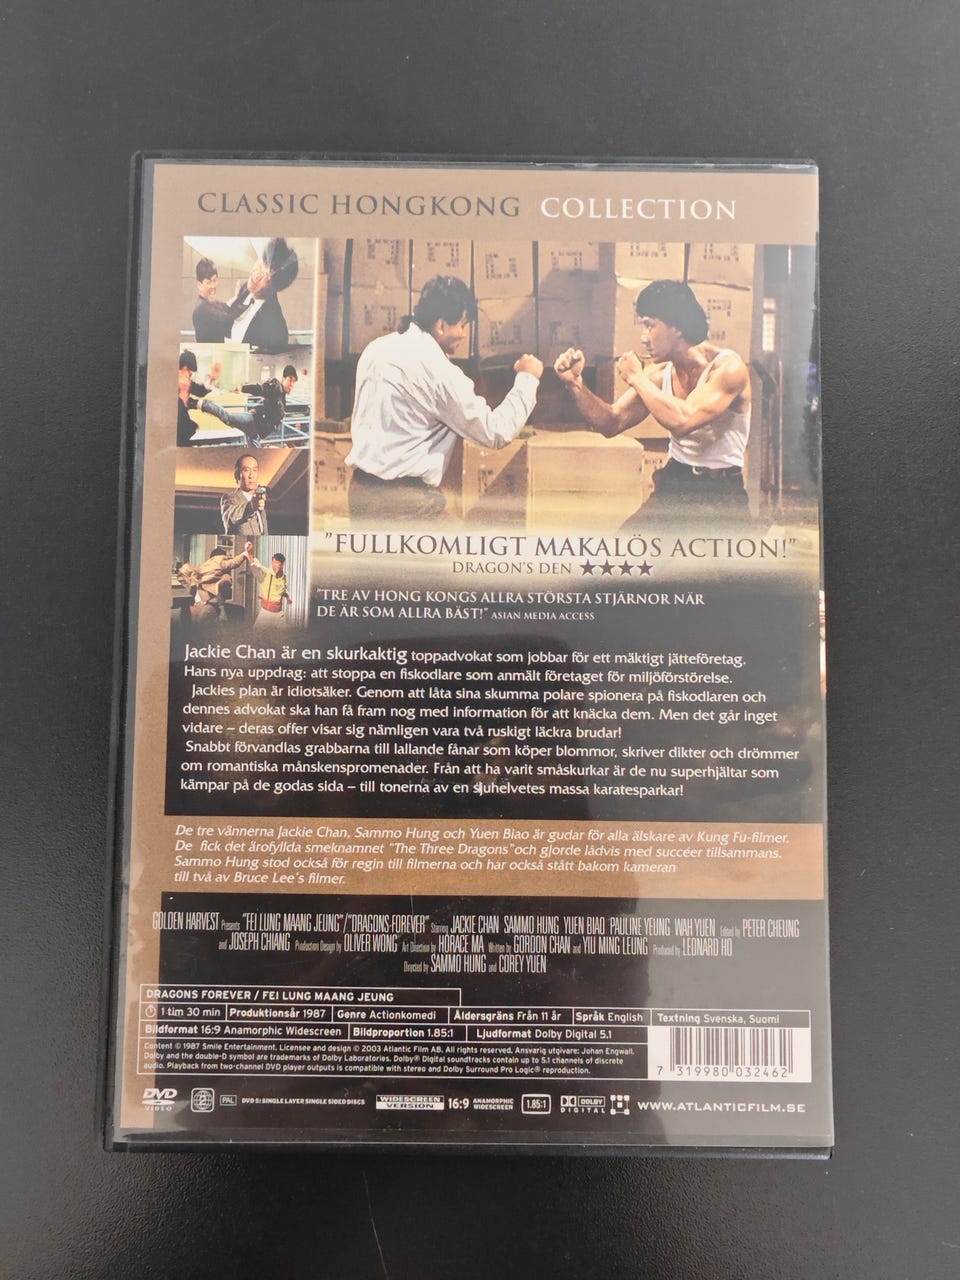 CLASSIC HONGKONG COLLECTION
"FULLKOMLIGT MAKALÖS ACTION!"
DRAGON'S DEN ★★★★
"TRE AV HONG KONGS ALLRA STÖRSTA STJÄRNOR NÄR
DE ÄR SOM ALLRA BÄST!" ASIAN MEDIA ACCESS
Jackie Chan är en skurkaktig toppadvokat som jobbar för ett mäktigt jätteföretag.
Hans nya uppdrag: att stoppa en fiskodlare som anmält företaget för miljöförstörelse.
Jackies plan är idiotsäker. Genom att låta sina skumma polare spionera på fiskodlaren och
dennes advokat ska han få fram nog med information för att knäcka dem. Men det går inget
vidare – deras offer visar sig nämligen vara två ruskigt läckra brudar!
Snabbt förvandlas grabbarna till lallande fånar som köper blommor, skriver dikter och drömmer
om romantiska månskenspromenader. Från att ha varit småskurkar är de nu superhjältar som
kämpar på de godas sida – till tonerna av en sjuhelvetes massa karatesparkar!
De tre vännerna Jackie Chan, Sammo Hung och Yuen Biao är gudar för alla älskare av Kung Fu-filmer.
De fick det ärofyllda smeknamnet "The Three Dragons" och gjorde lådvis med succéer tillsammans.
Sammo Hung stod också för regin till filmerna och har också stått bakom kameran
till två av Bruce Lee's filmer.
GOLDEN HARVEST Presents "FEI LUNG MAANG JEUNG"/"DRAGONS FOREVER" Starring JACKIE CHAN SAMMO HUNG YUEN BIAO PAULINE YEUNG WAH YUEN Edited by PETER CHEUNG
and JOSEPH CHIANG Production Design by OLIVER WONG Art Direction by HORACE MA Written by GORDON CHAN and YIU MING LEUNG Produced by LEONARD HO
Directed by SAMMO HUNG and COREY YUEN
DRAGONS FOREVER / FEI LUNG MAANG JEUNG
1 tim 30 min Produktionsår 1987 Genre Actionkomedi Åldersgräns Från 11 år Språk English Textning Svenska, Suomi
Bildformat 16:9 Anamorphic Widescreen Bildproportion 1.85:1 Ljudformat Dolby Digital 5.1
Content © 1987 Smile Entertainment. Licensee and design © 2003 Atlantic Film AB. All rights reserved. Ansvarig utgivare: Johan Engwall.
Dolby and the double-D symbol are trademarks of Dolby Laboratories. Dolby® Digital soundtracks contain up to 5.1 channels of discrete
audio. Playback from two-channel DVD player outputs is compatible with stereo and Dolby Surround Pro Logic® reproduction.
7 319980 032462
DVD VIDEO 2 PAL DVD 5: SINGLE LAYER SINGLE SIDED DISCS WIDESCREEN VERSION 16:9 ANAMORPHIC WIDESCREEN 1.85:1 DOLBY DIGITAL WWW.ATLANTICFILM.SE